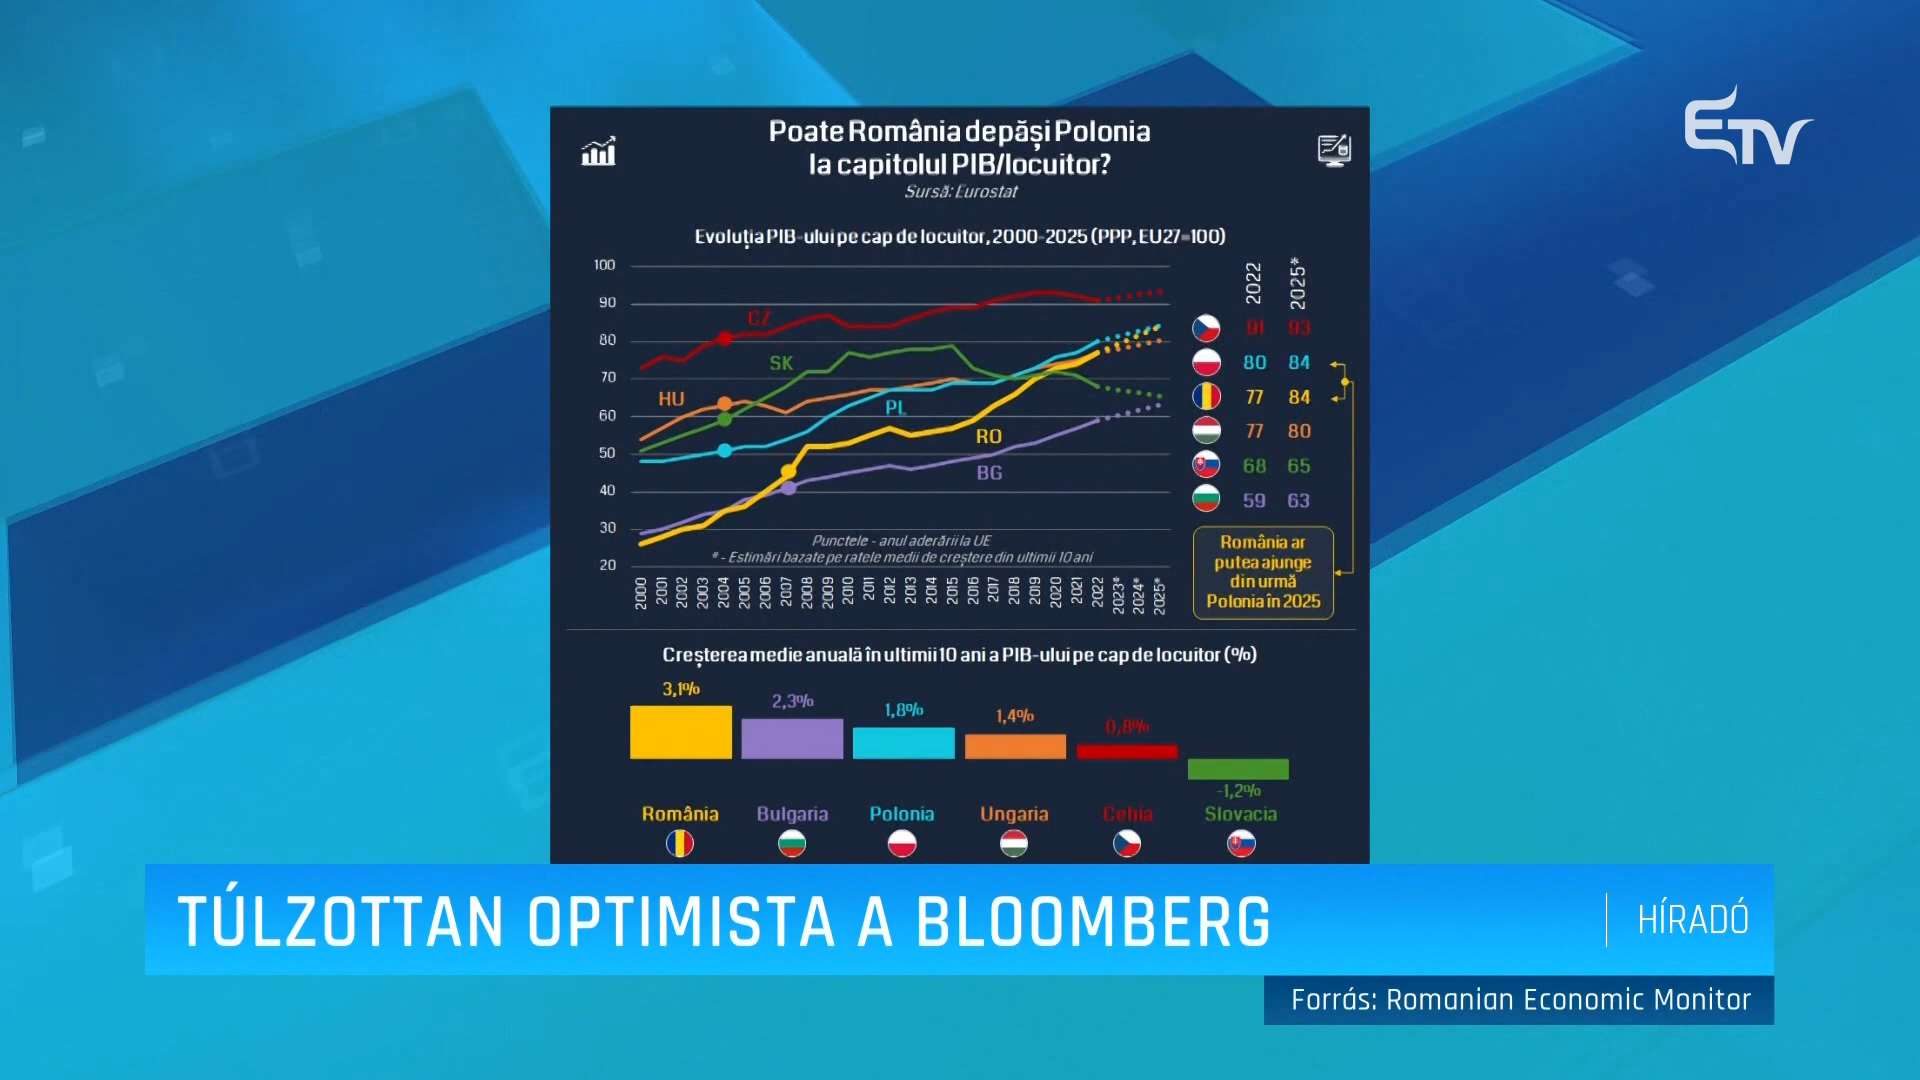 ETV
Poate România depăși Polonia
la capitolul PIB/locuitor?
Sursă: Eurostat
Evoluția PIB-ului pe cap de locuitor, 2000-2025 (PPP, EU27=100)
100
90
80
70
60
50
40
30
20
CZ
SK
HU
PL
RO
BG
Punctele - anul aderării la UE
* - Estimări bazate pe ratele medii de creștere din ultimii 10 ani
2000 2001 2002 2003 2004 2005 2006 2007 2008 2009 2010 2011 2012 2013 2014 2015 2016 2017 2018 2019 2020 2021 2022 2023* 2024* 2025*
2022 2025*
91 93
80 84
77 84
77 80
68 65
59 63
România ar
putea ajunge
din urmă
Polonia în 2025
Creșterea medie anuală în ultimii 10 ani a PIB-ului pe cap de locuitor (%)
3,1% 2,3% 1,8% 1,4% 0,8% -1,2%
România Bulgaria Polonia Ungaria Cehia Slovacia
TÚLZOTTAN OPTIMISTA A BLOOMBERG
HÍRADÓ
Forrás: Romanian Economic Monitor